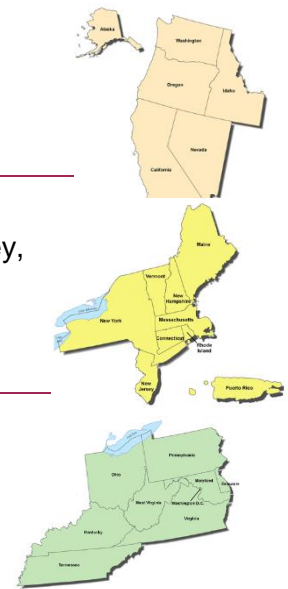 Alaska
Washington
Oregon
Idaho
Nevada
California
ey,
Maine
Vermont
New
Hampshire
New York
Massachusetts
Connecticut
Rhode
Island
New
Jersey
Puerto Rico
Pennsylvania
Ohio
Maryland
Delaware
West Virginia
Washington D.C.
Virginia
Kentucky
Tennessee